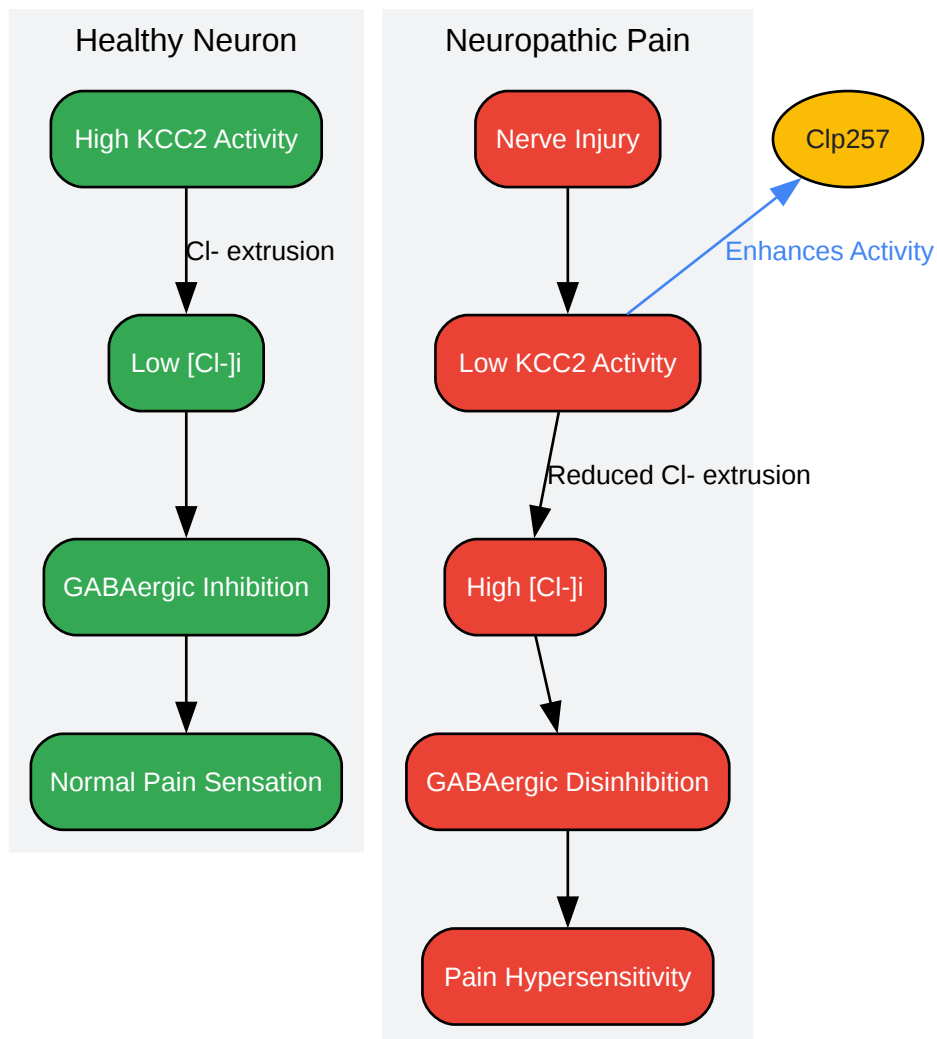 Healthy Neuron
High KCC2 Activity
Cl- extrusion
Low [Cl-]i
GABAergic Inhibition
Normal Pain Sensation
Neuropathic Pain
Nerve Injury
Low KCC2 Activity
Reduced Cl- extrusion
High [Cl-]i
GABAergic Disinhibition
Pain Hypersensitivity
Clp257
Enhances Activity